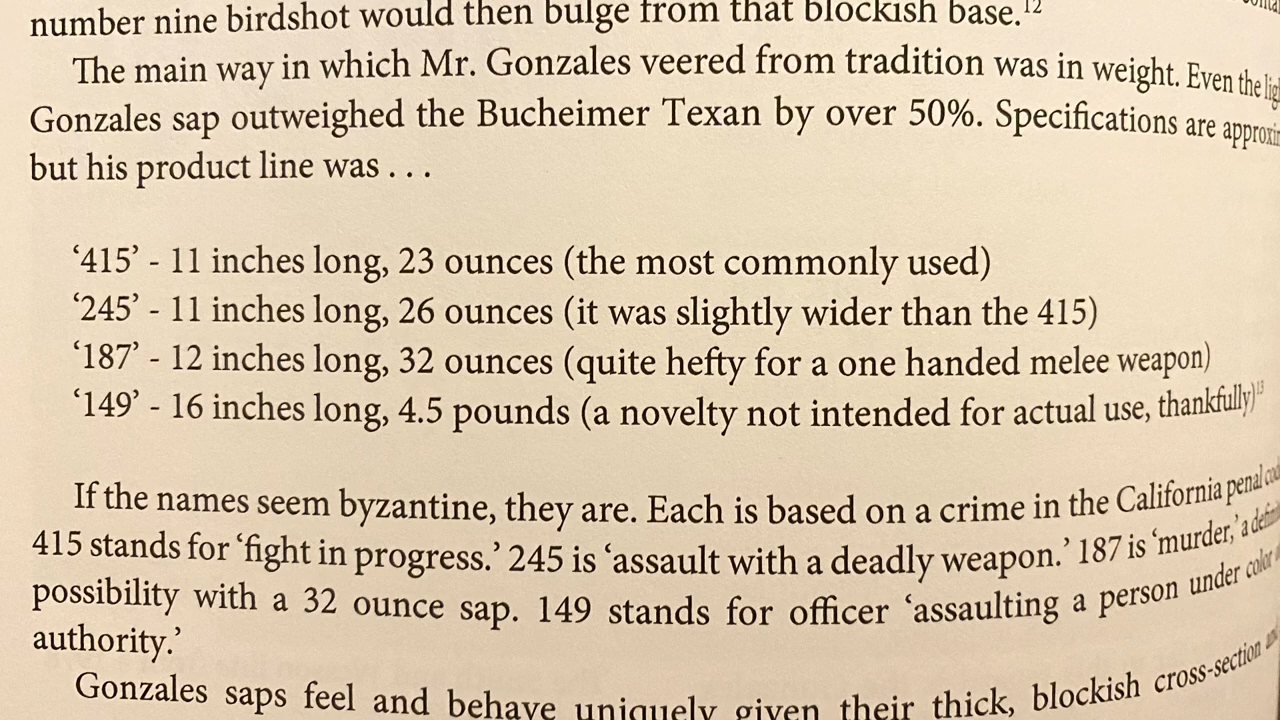 number nine birdshot would then bulge from that blockish base.12
The main way in which Mr. Gonzales veered from tradition was in weight. Even the
Gonzales sap outweighed the Bucheimer Texan by over 50%. Specifications are
but his product line was . . .
‘415’ - 11 inches long, 23 ounces (the most commonly used)
‘245’ - 11 inches long, 26 ounces (it was slightly wider than the 415)
‘187’ - 12 inches long, 32 ounces (quite hefty for a one handed melee weapon)
‘149’ - 16 inches long, 4.5 pounds (a novelty not intended for actual use, thankfully)13
If the names seem byzantine, they are. Each is based on a crime in the California penal
415 stands for ‘fight in progress.’ 245 is ‘assault with a deadly weapon.’ 187 is ‘murder,’ a
possibility with a 32 ounce sap. 149 stands for officer ‘assaulting a person under color
authority.’
Gonzales saps feel and behave uniquely given their thick, blockish cross-section